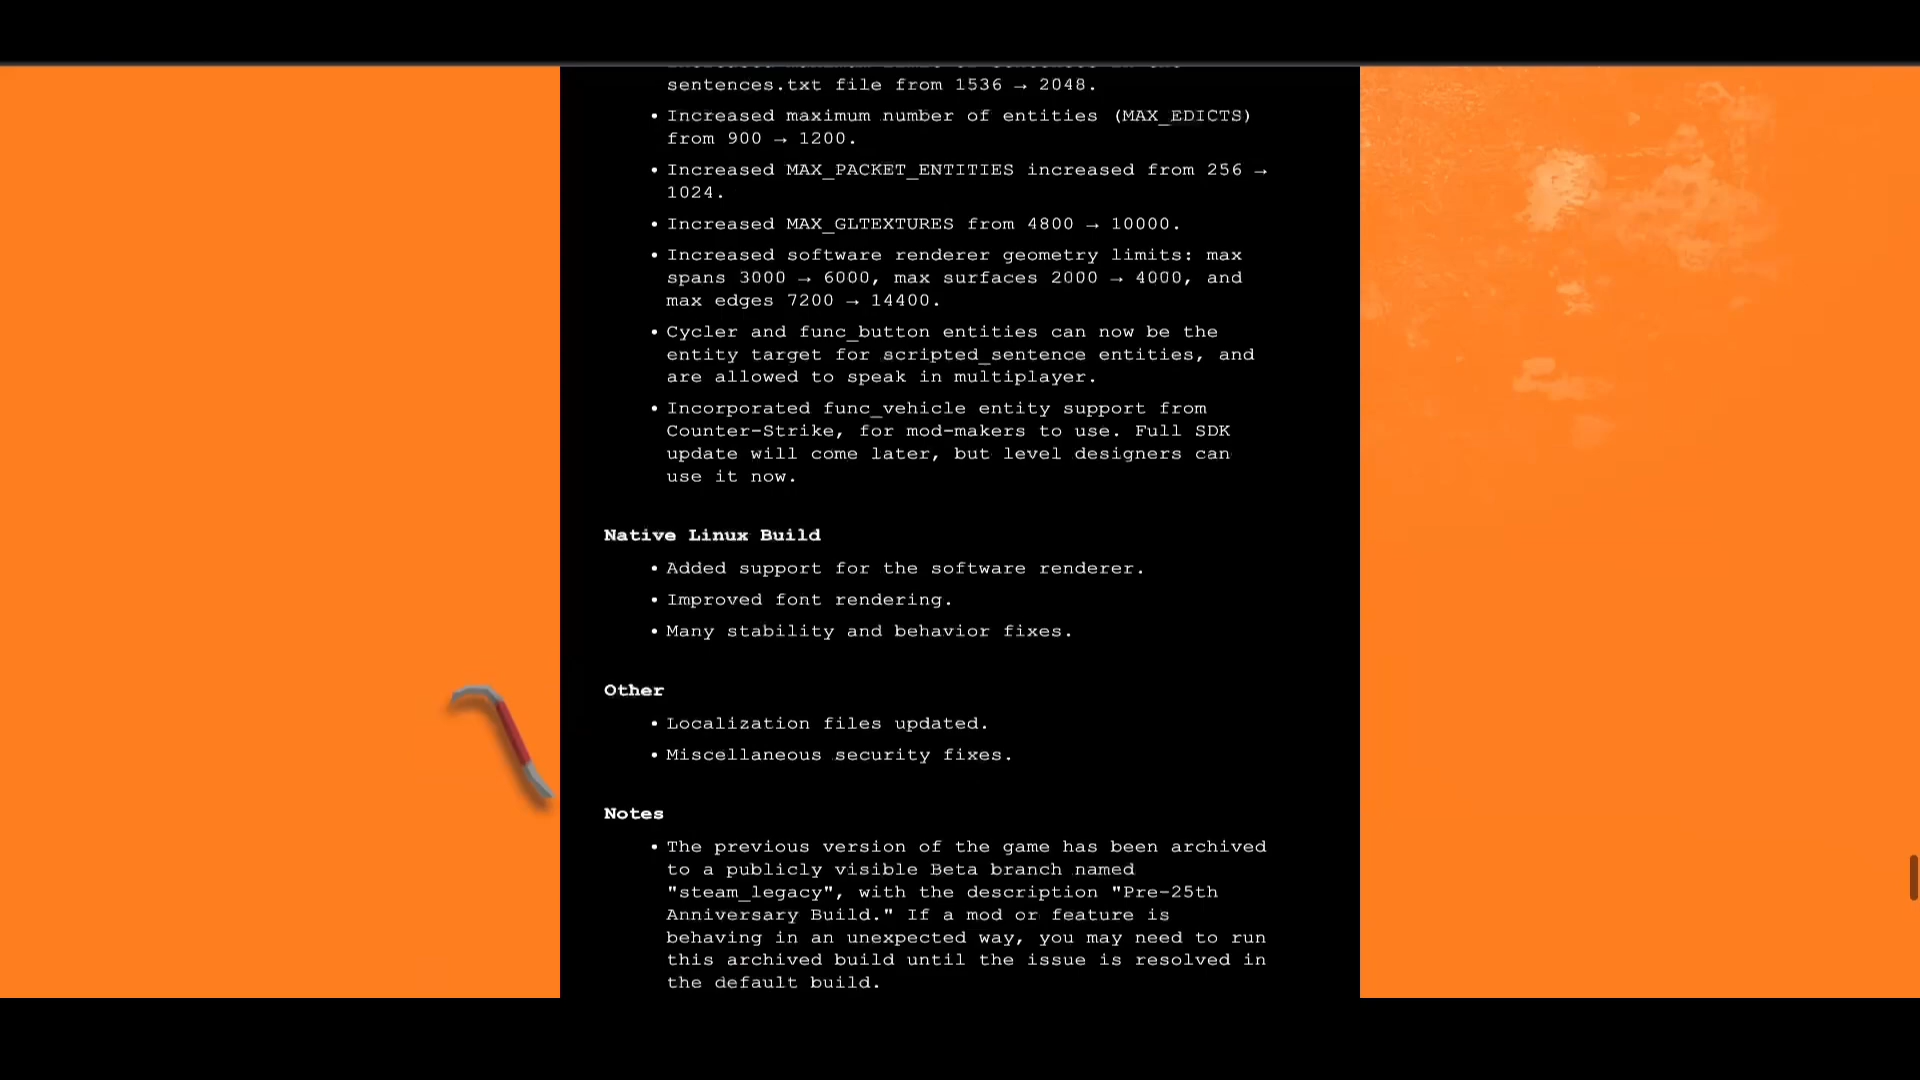 sentences.txt file from 1536 → 2048.
• Increased maximum number of entities (MAX_EDICTS)
from 900 → 1200.
• Increased MAX_PACKET_ENTITIES increased from 256 →
1024.
• Increased MAX_GLTEXTURES from 4800 → 10000.
• Increased software renderer geometry limits: max
spans 3000 → 6000, max surfaces 2000 → 4000, and
max edges 7200 → 14400.
• Cycler and func_button entities can now be the
entity target for scripted_sentence entities, and
are allowed to speak in multiplayer.
• Incorporated func_vehicle entity support from
Counter-Strike, for mod-makers to use. Full SDK
update will come later, but level designers can
use it now.
Native Linux Build
• Added support for the software renderer.
• Improved font rendering.
• Many stability and behavior fixes.
Other
• Localization files updated.
• Miscellaneous security fixes.
Notes
• The previous version of the game has been archived
to a publicly visible Beta branch named
"steam_legacy", with the description "Pre-25th
Anniversary Build." If a mod or feature is
behaving in an unexpected way, you may need to run
this archived build until the issue is resolved in
the default build.